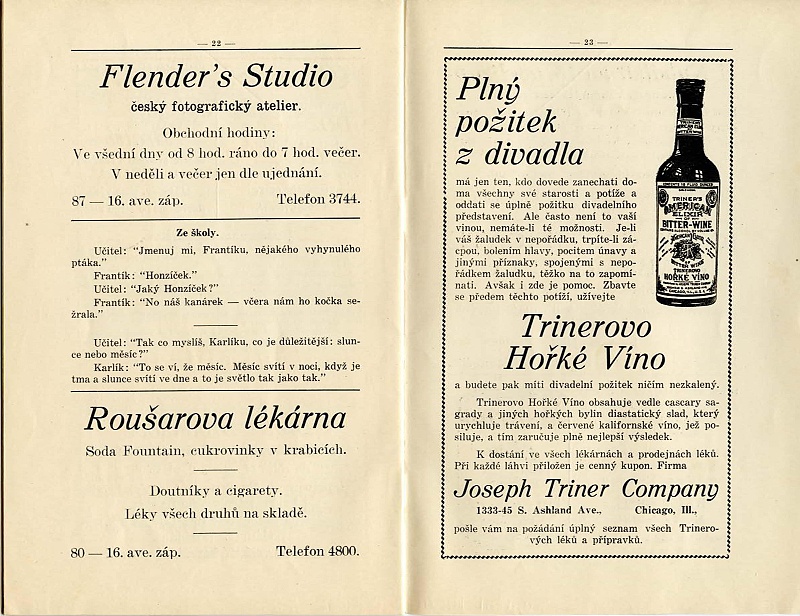 — 22 —
Flender's Studio
český fotografický atelier.
Obchodní hodiny:
Ve všední dny od 8 hod. ráno do 7 hod. večer.
V neděli a večer jen dle ujednání.
87 — 16. ave. záp. Telefon 3744.
Ze školy.
Učitel: “Jmenuj mi, Frantíku, nějakého vyhynulého
ptáka.”
Frantík: “Honzíček.”
Učitel: “Jaký Honzíček?”
Frantík: “No náš kanárek — včera nám ho kočka se-
žrala.”
Učitel: “Tak co myslíš, Karlíku, co je důležitější: slun-
ce nebo měsíc?”
Karlík: “To se ví, že měsíc. Měsíc svítí v noci, když je
tma a slunce svítí ve dne a to je světlo tak jako tak.”
Roušarova lékárna
Soda Fountain, cukrovinky v krabicích.
Doutníky a cigarety.
Léky všech druhů na skladě.
80 — 16. ave. záp. Telefon 4800.
— 23 —
Plný
požitek
z divadla
má jen ten, kdo dovede zanechati do-
ma všechny své starosti a potíže a
oddati se úplně požitku divadelního
představení. Ale často není to vaší
vinou, nemáte-li té možnosti. Je-li
váš žaludek v nepořádku, trpíte-li zá-
cpou, bolením hlavy, pocitem únavy a
jinými příznaky, spojenými s nepo-
řádkem žaludku, těžko na to zapomí-
nati. Avšak i zde je pomoc. Zbavte
se předem těchto potíží, užívejte
CONTENTS 18 FLUID OUNCES
TRINER'S
AMERICAN
ELIXIR
OF
BITTER-WINE
TRINEROVO
HOŘKÉ VÍNO
CHICAGO, ILL., U.S.A.
Trinerovo
Hořké Víno
a budete pak míti divadelní požitek ničím nezkalený.
Trinerovo Hořké Víno obsahuje vedle cascary sa-
grady a jiných hořkých bylin diastatický slad, který
urychluje trávení, a červené kalifornské víno, jež po-
siluje, a tím zaručuje plně nejlepší výsledek.
K dostání ve všech lékárnách a prodejnách léků.
Při každé láhvi přiložen je cenný kupon. Firma
Joseph Triner Company
1333-45 S. Ashland Ave., Chicago, Ill.,
pošle vám na požádání úplný seznam všech Trinero-
vých léků a přípravků.